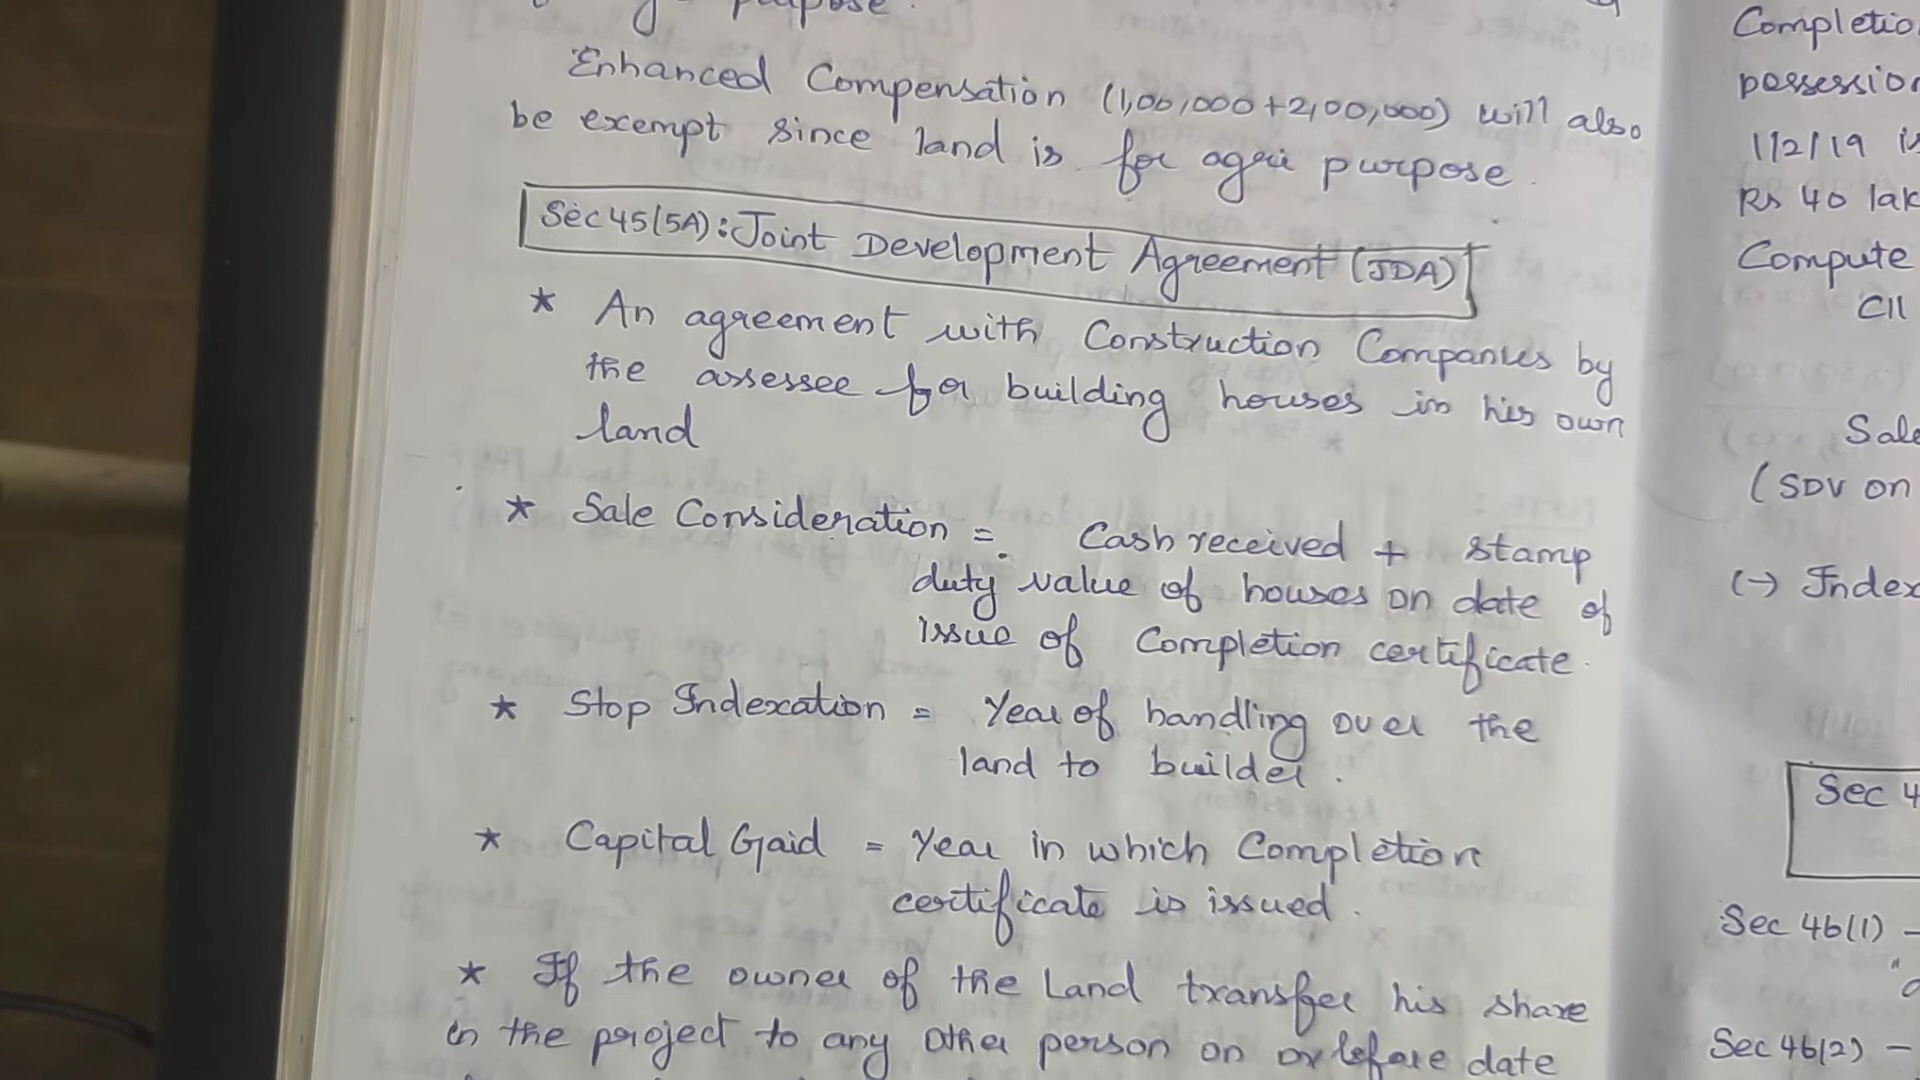 purpose.
Enhanced Compensation (1,00,000+2,00,000) will also
be exempt since land is for agri purpose.
Sec 45(5A): Joint Development Agreement (JDA)
* An agreement with Construction Companies by
the assessee for building houses in his own
land
* Sale Consideration = Cash received + stamp
duty value of houses on date of
issue of Completion certificate.
* Stop Indexation = Year of handling over the
land to builder.
* Capital Gaid = Year in which Completion
certificate is issued.
* If the owner of the Land transfer his share
in the project to any other person on or before date
Completio
possession
1/2/19 is
Rs 40 lak
Compute
CII
Sale
(SDV on
(-) Index
Sec 4
Sec 46(1) -
Sec 46(2) -